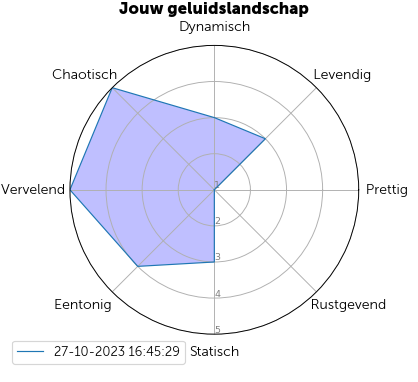 Jouw geluidslandschap
Dynamisch
Chaotisch
Levendig
Vervelend
1
Prettig
2
3
4
Eentonig
Rustgevend
5
27-10-2023 16:45:29
Statisch